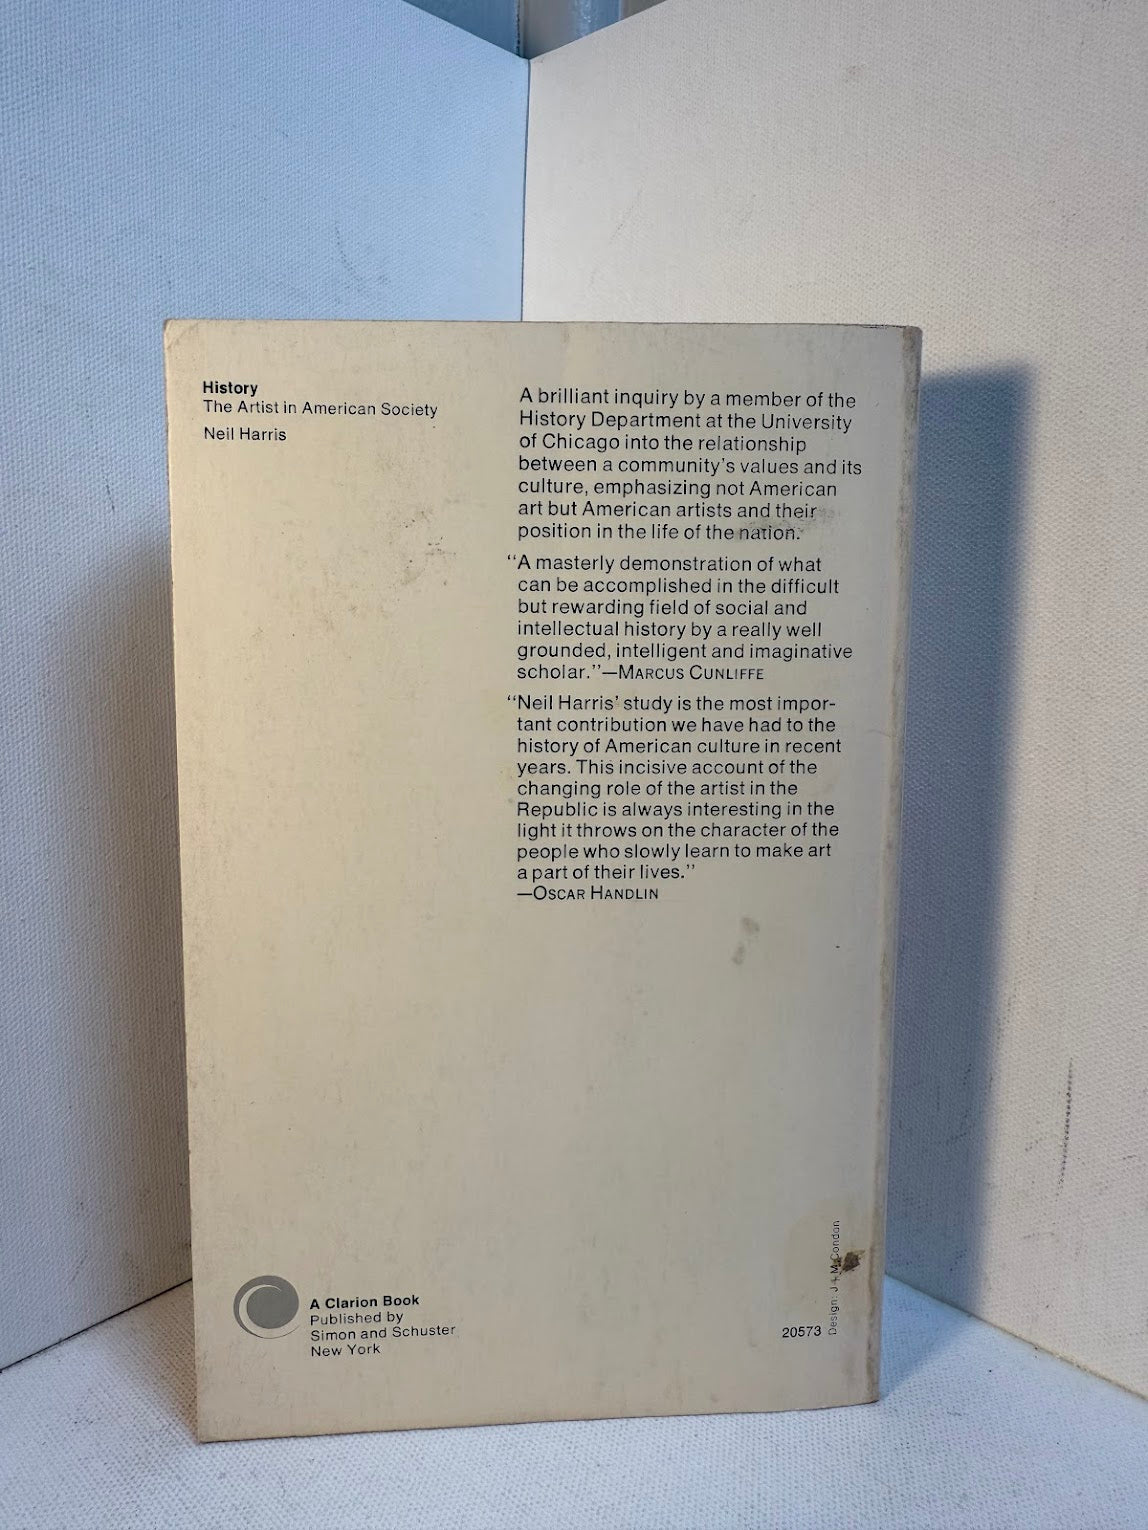 History
The Artist in American Society
Neil Harris
A brilliant inquiry by a member of the
History Department at the University
of Chicago into the relationship
between a community's values and its
culture, emphasizing not American
art but American artists and their
position in the life of the nation.
“A masterly demonstration of what
can be accomplished in the difficult
but rewarding field of social and
intellectual history by a really well
grounded, intelligent and imaginative
scholar.”—MARCUS CUNLIFFE
“Neil Harris' study is the most impor-
tant contribution we have had to the
history of American culture in recent
years. This incisive account of the
changing role of the artist in the
Republic is always interesting in the
light it throws on the character of the
people who slowly learn to make art
a part of their lives.”
—OSCAR HANDLIN
A Clarion Book
Published by
Simon and Schuster
New York
20573
Design: J + M Condon